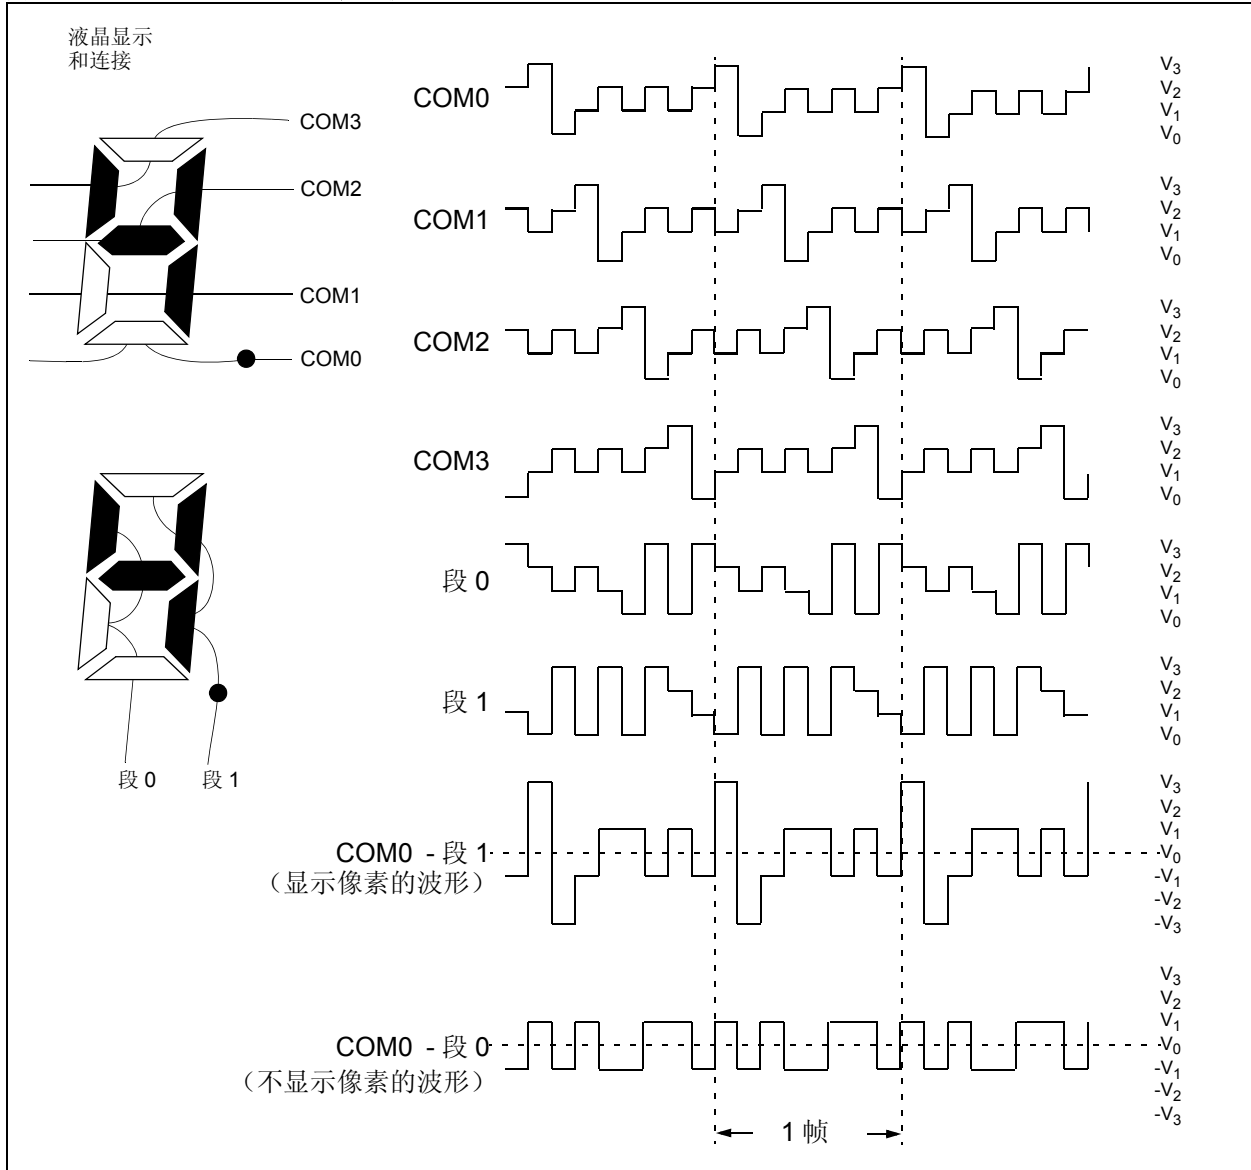 液晶显示
和连接
COM3
COM2
COM1
COM0
段 0
段 1
COM0
V3
V2
V1
V0
COM1
V3
V2
V1
V0
COM2
V3
V2
V1
V0
COM3
V3
V2
V1
V0
段 0
V3
V2
V1
V0
段 1
V3
V2
V1
V0
COM0 - 段 1
（显示像素的波形）
V3
V2
V1
V0
-V1
-V2
-V3
COM0 - 段 0
（不显示像素的波形）
V3
V2
V1
V0
-V1
-V2
-V3
1 帧